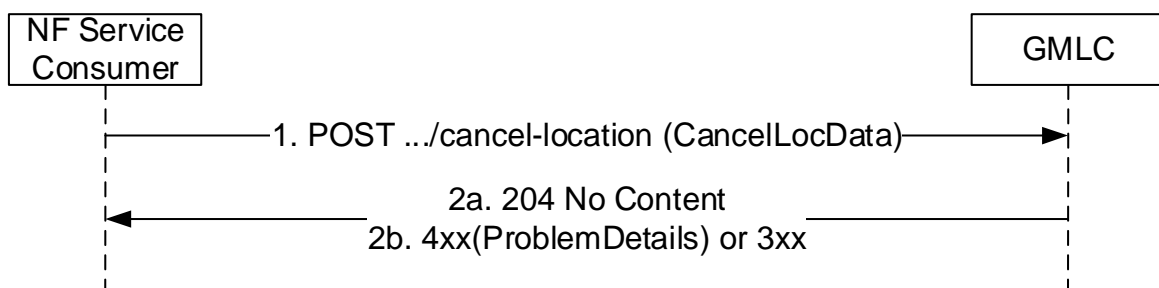 NF Service
Consumer
GMLC
1. POST .../cancel-location (CancelLocData)
2a. 204 No Content
2b. 4xx(ProblemDetails) or 3xx